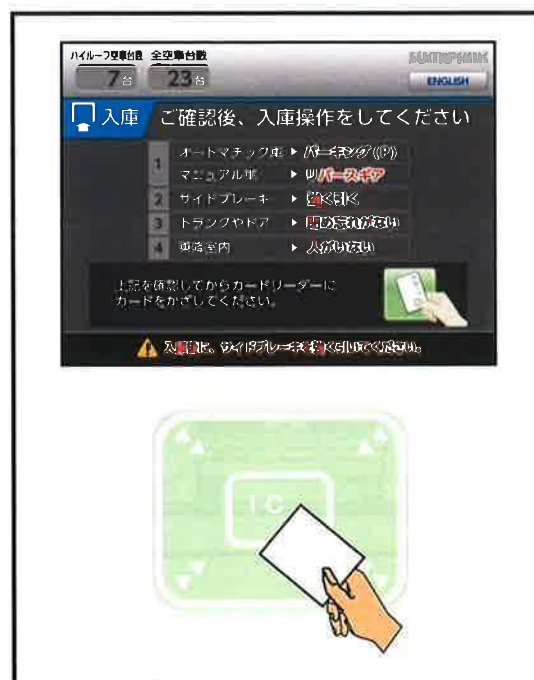 ハイルーフ空車台数 全空車台数
7台 23台
ENGLISH
入庫 ご確認後、入庫操作をしてください
1 オートマチック車 ▶ パーキング(P)
マニュアル車 ▶ リバースギア
2 サイドブレーキ ▶ 強く引く
3 トランクやドア ▶ 閉め忘れがない
4 車室内 ▶ 人がいない
上記を確認してからカードリーダーに
カードをかざしてください。
入庫後に、サイドブレーキを強く引いてください。
IC